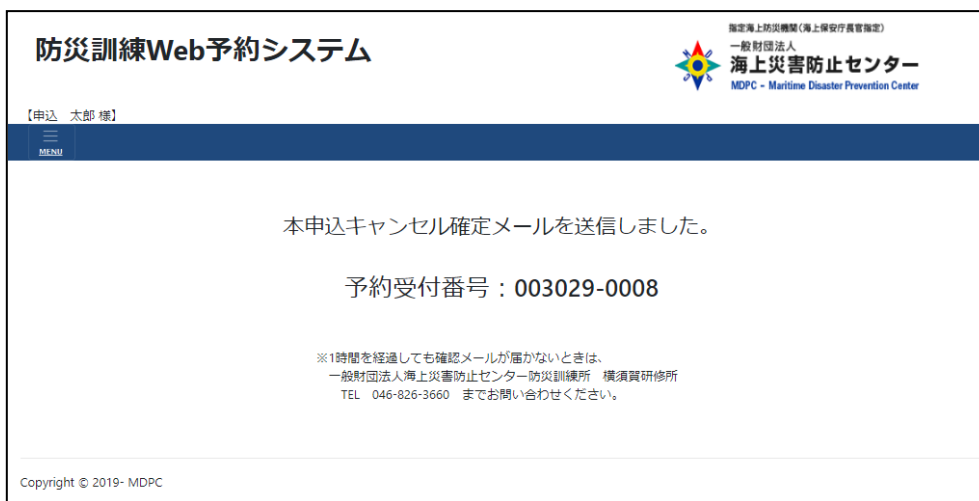 防災訓練Web予約システム
指定海上防災機関(海上保安庁長官指定)
一般財団法人
海上災害防止センター
MDPC - Maritime Disaster Prevention Center
【申込　太郎 様】
MENU
本申込キャンセル確定メールを送信しました。
予約受付番号：003029-0008
※1時間を経過しても確認メールが届かないときは、
一般財団法人海上災害防止センター防災訓練所　横須賀研修所
TEL　046-826-3660　までお問い合わせください。
Copyright © 2019- MDPC